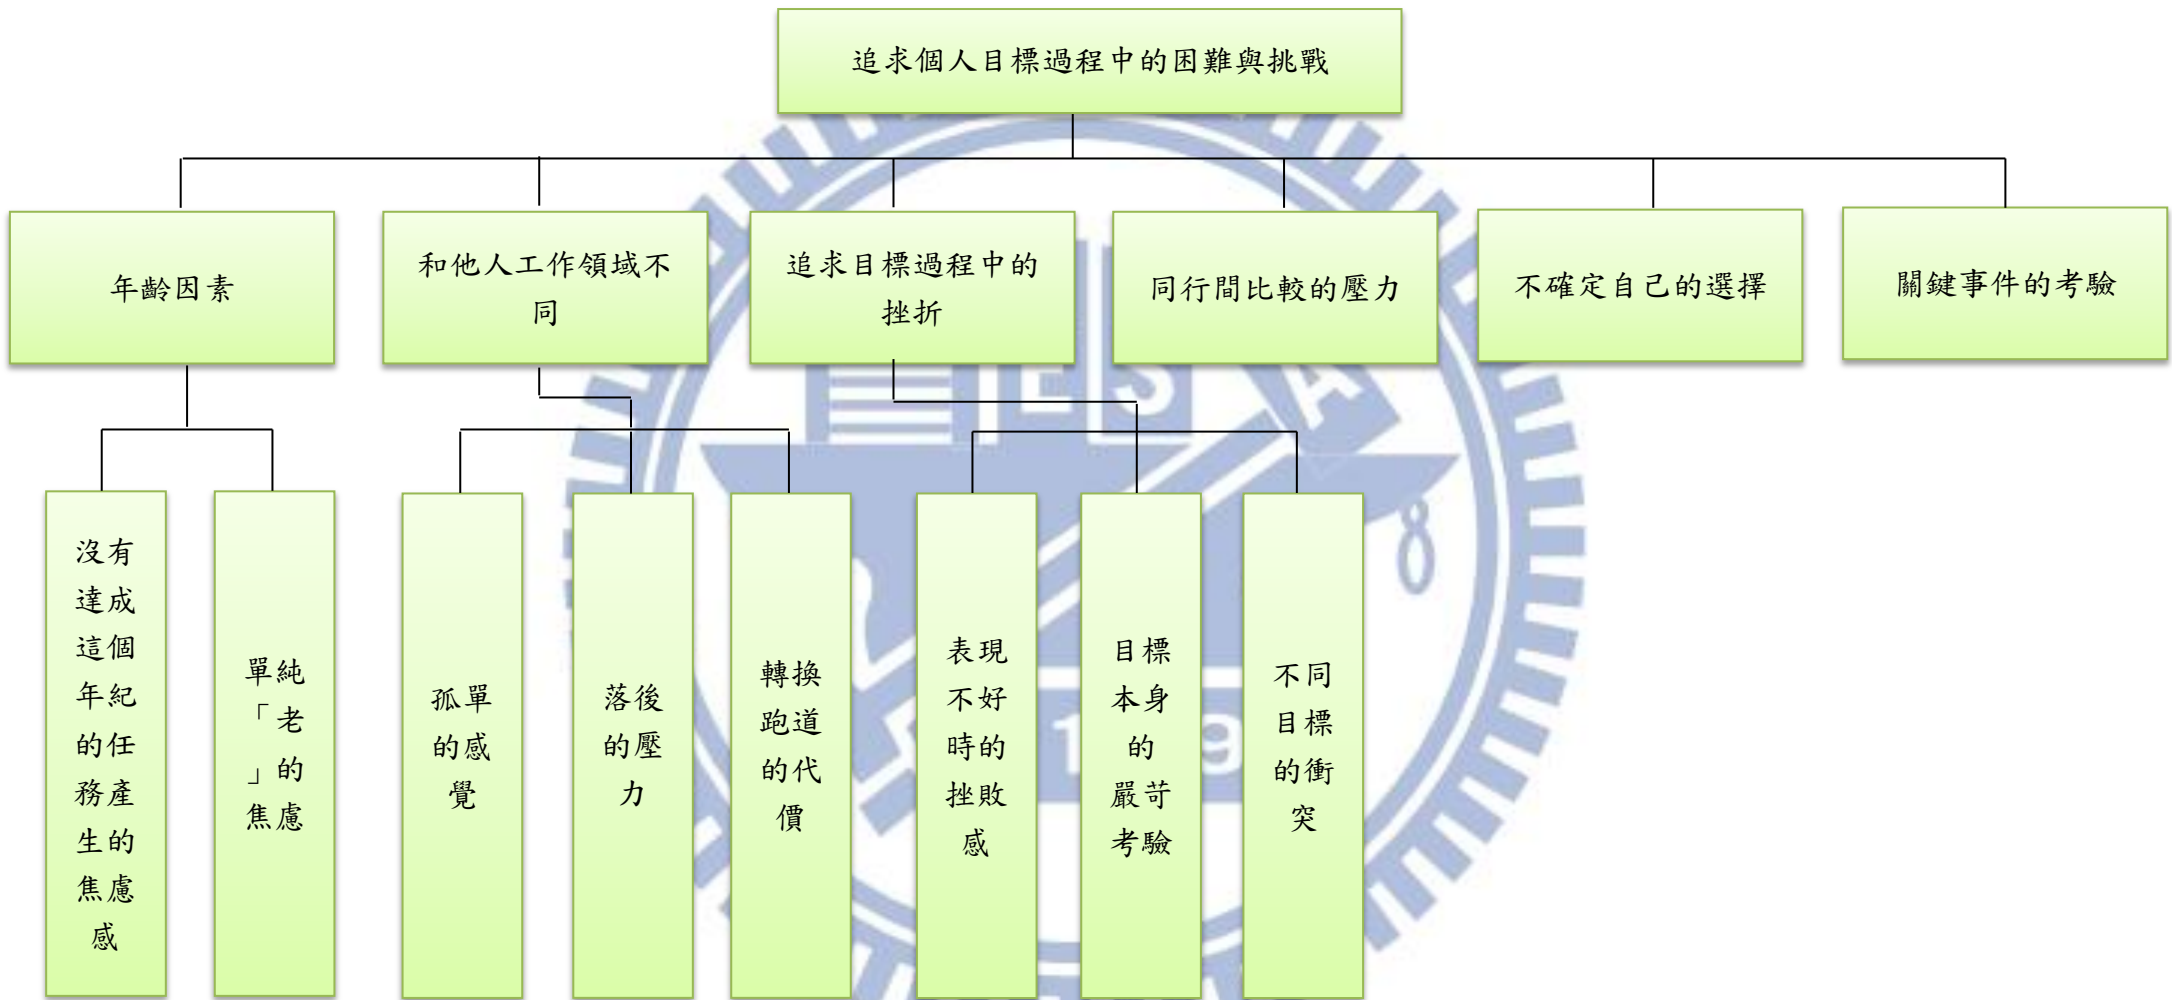 追求個人目標過程中的困難與挑戰
年齡因素
和他人工作領域不
同
追求目標過程中的
挫折
同行間比較的壓力
不確定自己的選擇
關鍵事件的考驗
沒有
達成
這個
年紀
的任
務產
生的
焦慮
感
單純
「老
」的
焦慮
孤單
的感
覺
落後
的壓
力
轉換
跑道
的代
價
表現
不好
時的
挫敗
感
目標
本身
的
嚴苛
考驗
不同
目標
的衝
突
E S A
8
19